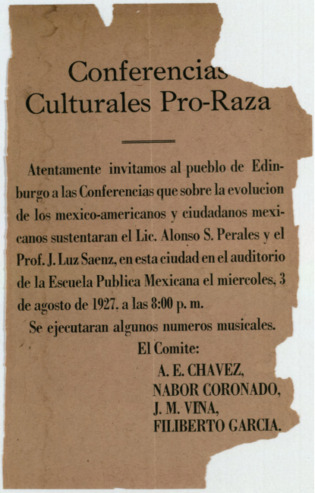 Conferencias
Culturales Pro-Raza
Atentamente invitamos al pueblo de Edin-
burgo a las Conferencias que sobre la evolucion
de los mexico-americanos y ciudadanos mexi-
canos sustentaran el Lic. Alonso S. Perales y el
Prof. J. Luz Saenz, en esta ciudad en el auditorio
de la Escuela Publica Mexicana el miercoles, 3
de agosto de 1927. a las 8:00 p. m.
Se ejecutaran algunos numeros musicales.
El Comite:
A. E. CHAVEZ,
NABOR CORONADO,
J. M. VINA,
FILIBERTO GARCIA.